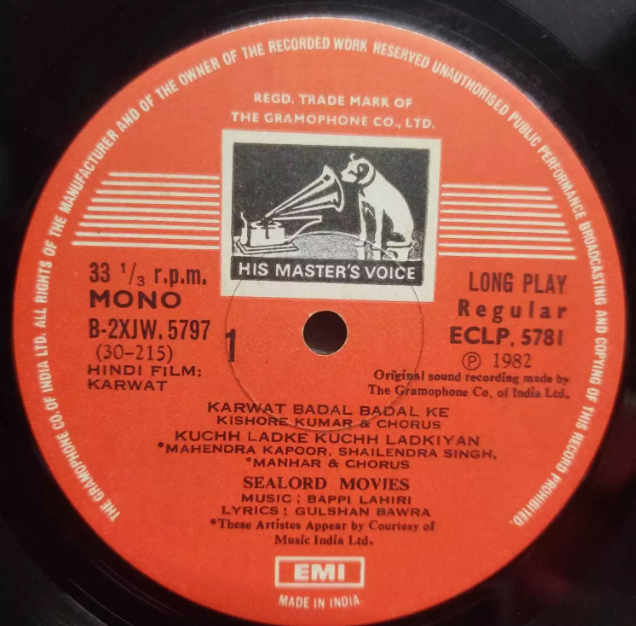 THE GRAMOPHONE CO. OF INDIA LTD. ALL RIGHTS OF THE MANUFACTURER AND OF THE OWNER OF THE RECORDED WORK RESERVED UNAUTHORISED PUBLIC PERFORMANCE BROADCASTING AND COPYING OF THIS RECORD PROHIBITED.
REGD. TRADE MARK OF
THE GRAMOPHONE CO., LTD.
HIS MASTER'S VOICE
33 1/3 r.p.m.
MONO
B-2XJW. 5797
(30-215)
HINDI FILM:
KARWAT
1
LONG PLAY
Regular
ECLP. 5781
Ⓟ 1982
Original sound recording made by
The Gramophone Co. of India Ltd.
KARWAT BADAL BADAL KE
KISHORE KUMAR & CHORUS
KUCHH LADKE KUCHH LADKIYAN
*MAHENDRA KAPOOR, SHAILENDRA SINGH,
*MANHAR & CHORUS
SEALORD MOVIES
MUSIC : BAPPI LAHIRI
LYRICS : GULSHAN BAWRA
*These Artistes Appear by Courtesy of
Music India Ltd.
EMI
MADE IN INDIA.